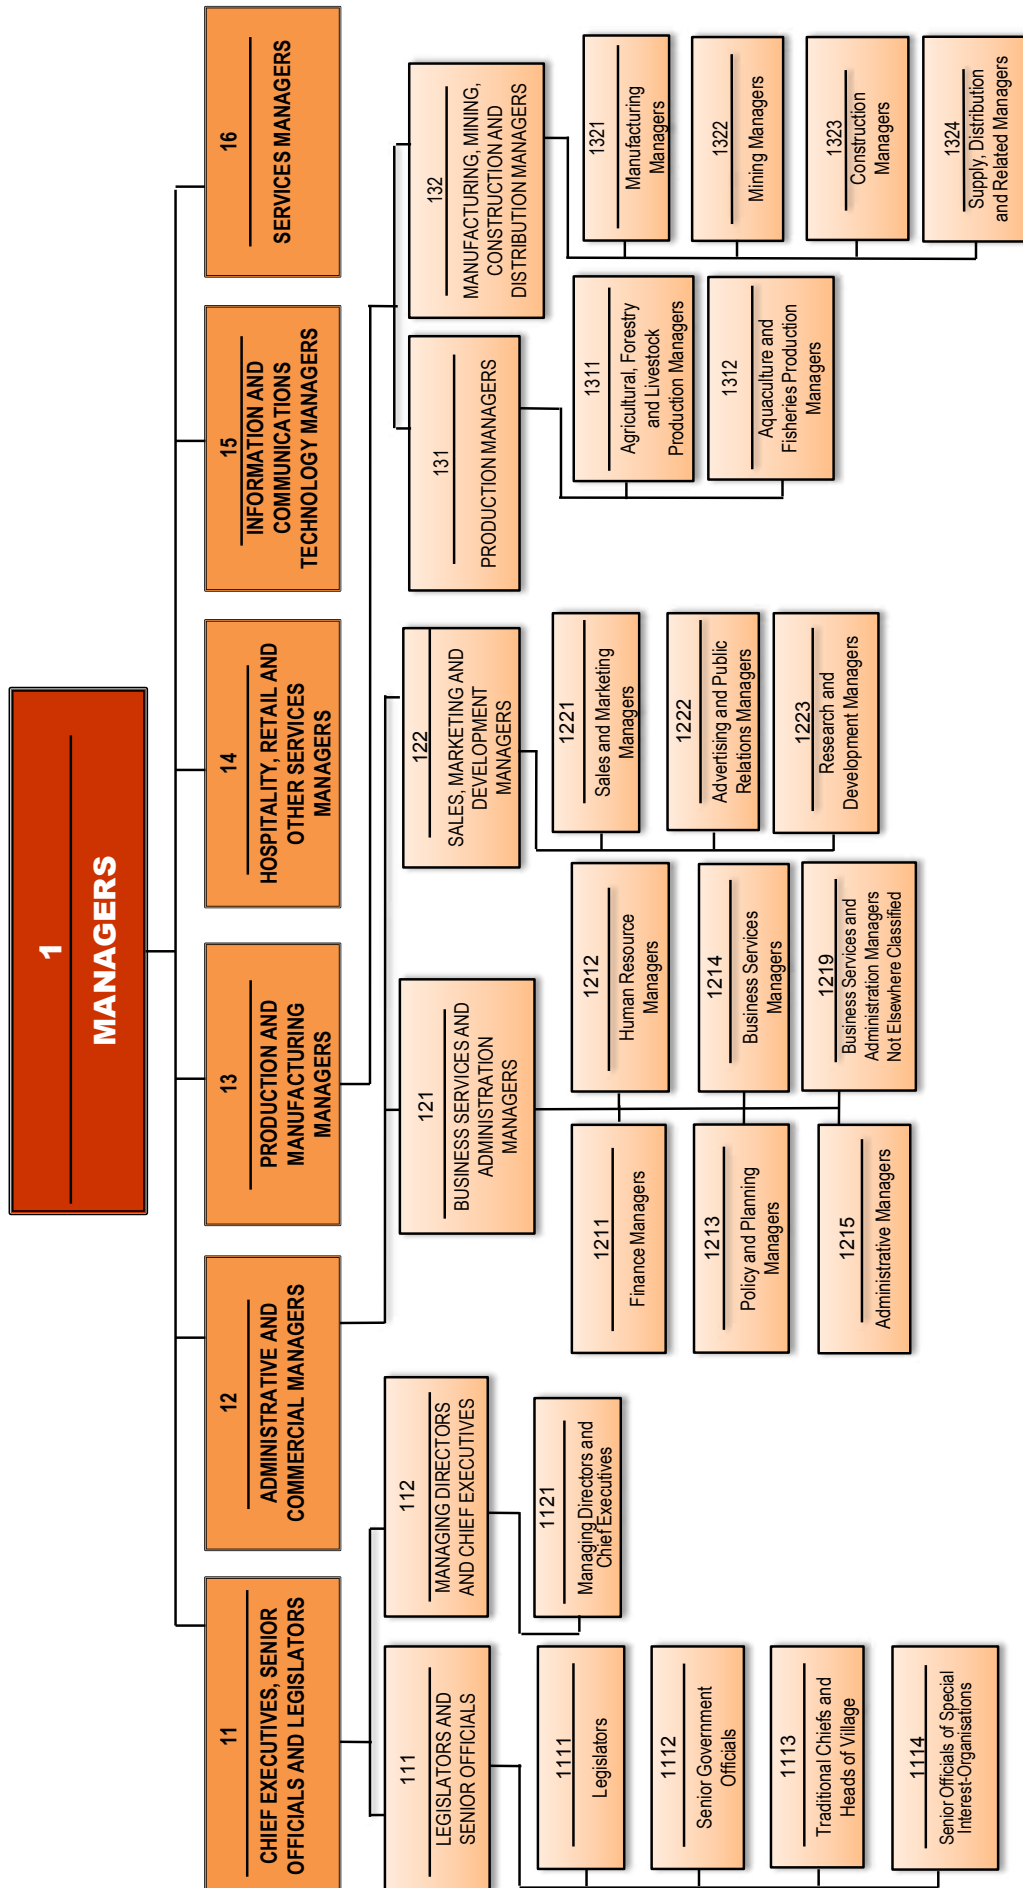 1
MANAGERS
11
CHIEF EXECUTIVES, SENIOR
OFFICIALS AND LEGISLATORS
12
ADMINISTRATIVE AND
COMMERCIAL MANAGERS
13
PRODUCTION AND
MANUFACTURING
MANAGERS
14
HOSPITALITY, RETAIL AND
OTHER SERVICES
MANAGERS
15
INFORMATION AND
COMMUNICATIONS
TECHNOLOGY MANAGERS
16
SERVICES MANAGERS
111
LEGISLATORS AND
SENIOR OFFICIALS
112
MANAGING DIRECTORS
AND CHIEF EXECUTIVES
121
BUSINESS SERVICES AND
ADMINISTRATION
MANAGERS
122
SALES, MARKETING AND
DEVELOPMENT
MANAGERS
131
PRODUCTION MANAGERS
132
MANUFACTURING, MINING,
CONSTRUCTION AND
DISTRIBUTION MANAGERS
1111
Legislators
1112
Senior Government
Officials
1113
Traditional Chiefs and
Heads of Village
1114
Senior Officials of Special
Interest-Organisations
1121
Managing Directors and
Chief Executives
1211
Finance Managers
1212
Human Resource
Managers
1213
Policy and Planning
Managers
1214
Business Services
Managers
1215
Administrative Managers
1219
Business Services and
Administration Managers
Not Elsewhere Classified
1221
Sales and Marketing
Managers
1222
Advertising and Public
Relations Managers
1223
Research and
Development Managers
1311
Agricultural, Forestry
and Livestock
Production Managers
1312
Aquaculture and
Fisheries Production
Managers
1321
Manufacturing
Managers
1322
Mining Managers
1323
Construction
Managers
1324
Supply, Distribution
and Related Managers